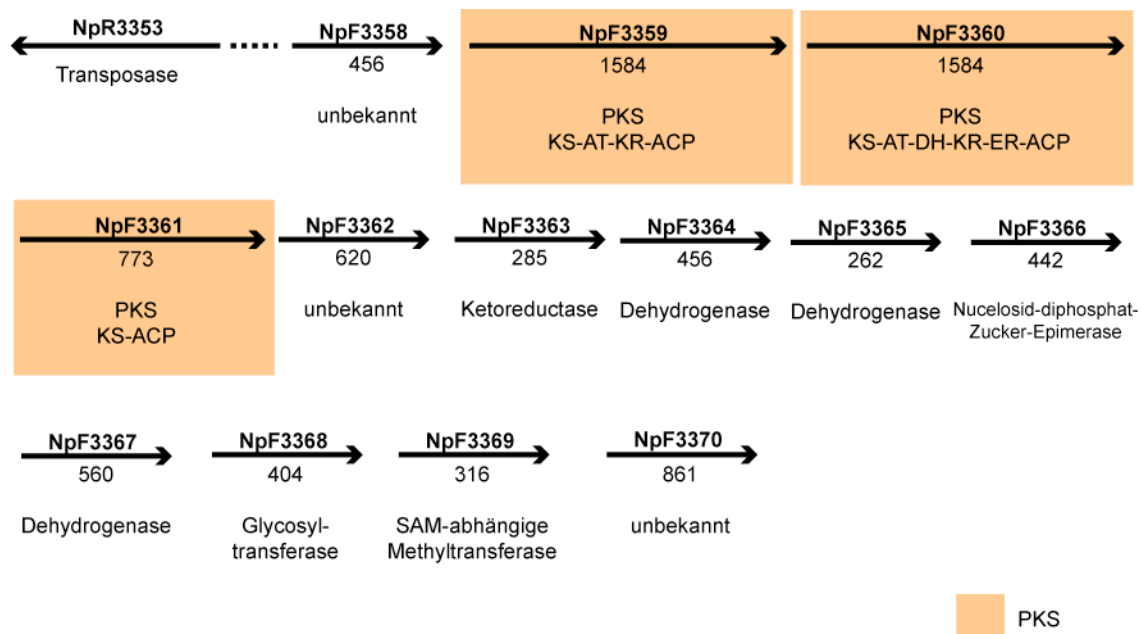 NpR3353 NpF3358 NpF3359 NpF3360
456 1584 1584
Transposase
unbekannt PKS PKS
KS-AT-KR-ACP KS-AT-DH-KR-ER-ACP
NpF3361 NpF3362 NpF3363 NpF3364 NpF3365 NpF3366
773 620 285 456 262 442
PKS unbekannt Ketoreductase Dehydrogenase Dehydrogenase Nucelosid-diphosphat-
KS-ACP Zucker-Epimerase
NpF3367 NpF3368 NpF3369 NpF3370
560 404 316 861
Dehydrogenase Glycosyl- SAM-abhängige unbekannt
transferase Methyltransferase
PKS